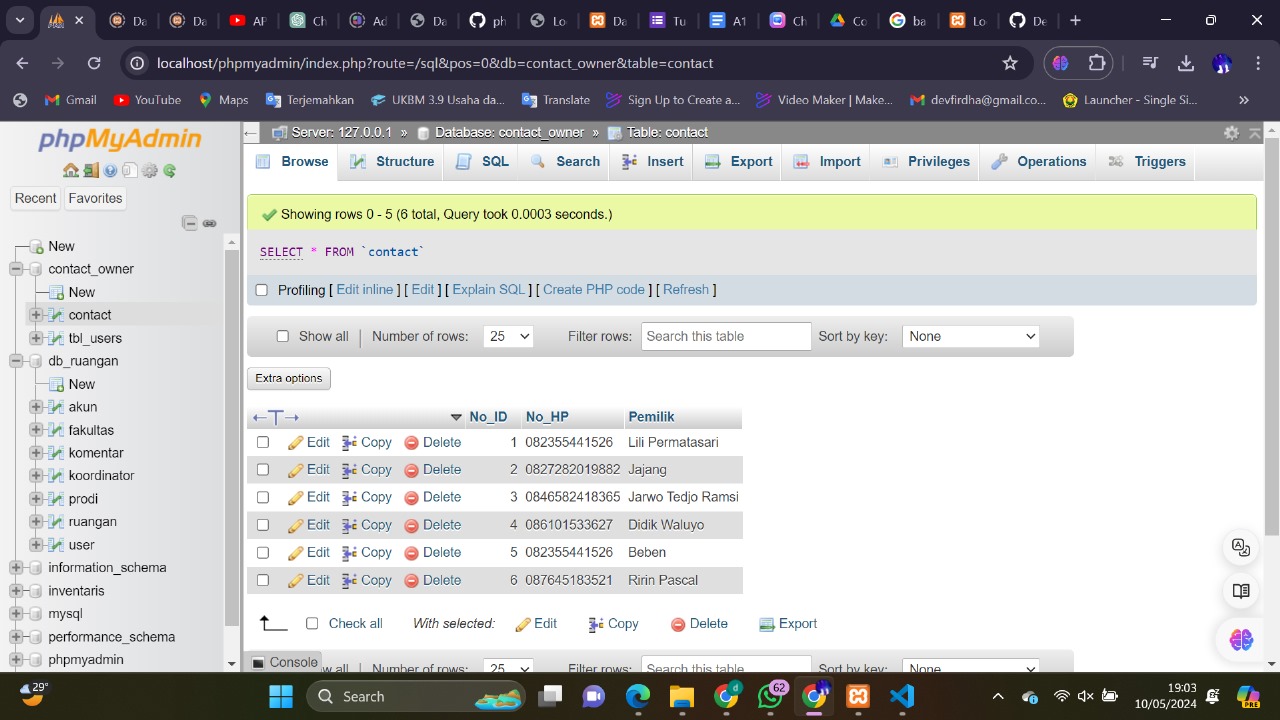 Da
Da
AP
Ch
Ad
Da
ph
Lo
Da
Tu
A1
Ch
Co
ba
Lo
De
localhost/phpmyadmin/index.php?route=/sql&pos=0&db=contact_owner&table=contact
Gmail YouTube Maps Terjemahkan UKBM 3.9 Usaha da... Translate Sign Up to Create a... Video Maker | Make... devfirdha@gmail.co... Launcher - Single Si...
phpMyAdmin
Recent Favorites
New
contact_owner
New
contact
tbl_users
db_ruangan
New
akun
fakultas
komentar
koordinator
prodi
ruangan
user
information_schema
inventaris
mysql
performance_schema
phpmyadmin
Server: 127.0.0.1 » Database: contact_owner » Table: contact
Browse Structure SQL Search Insert Export Import Privileges Operations Triggers
Showing rows 0 - 5 (6 total, Query took 0.0003 seconds.)
SELECT * FROM `contact`
Profiling [ Edit inline ] [ Edit ] [ Explain SQL ] [ Create PHP code ] [ Refresh ]
Show all | Number of rows: 25 Filter rows: Search this table Sort by key: None
Extra options
←T→ No_ID No_HP Pemilik
Edit Copy Delete 1 082355441526 Lili Permatasari
Edit Copy Delete 2 0827282019882 Jajang
Edit Copy Delete 3 0846582418365 Jarwo Tedjo Ramsi
Edit Copy Delete 4 086101533627 Didik Waluyo
Edit Copy Delete 5 082355441526 Beben
Edit Copy Delete 6 087645183521 Ririn Pascal
Check all With selected: Edit Copy Delete Export
Console w all Number of rows: 25 Filter rows: Search this table Sort by key: None
29° Search 62 19:03
10/05/2024
PRE